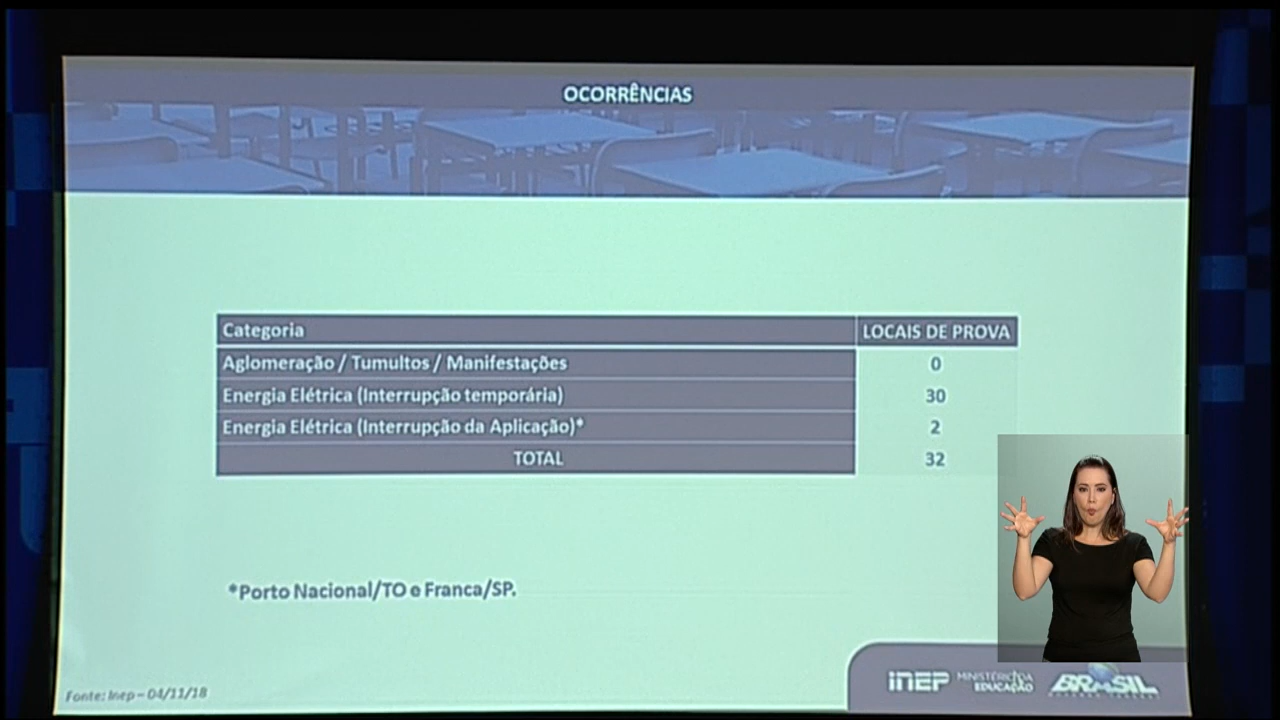 OCORRÊNCIAS
Categoria LOCAIS DE PROVA
Aglomeração / Tumultos / Manifestações 0
Energia Elétrica (Interrupção temporária) 30
Energia Elétrica (Interrupção da Aplicação)* 2
TOTAL 32
*Porto Nacional/TO e Franca/SP.
Fonte: Inep – 04/11/18
INEP MINISTÉRIO DA EDUCAÇÃO BRASIL